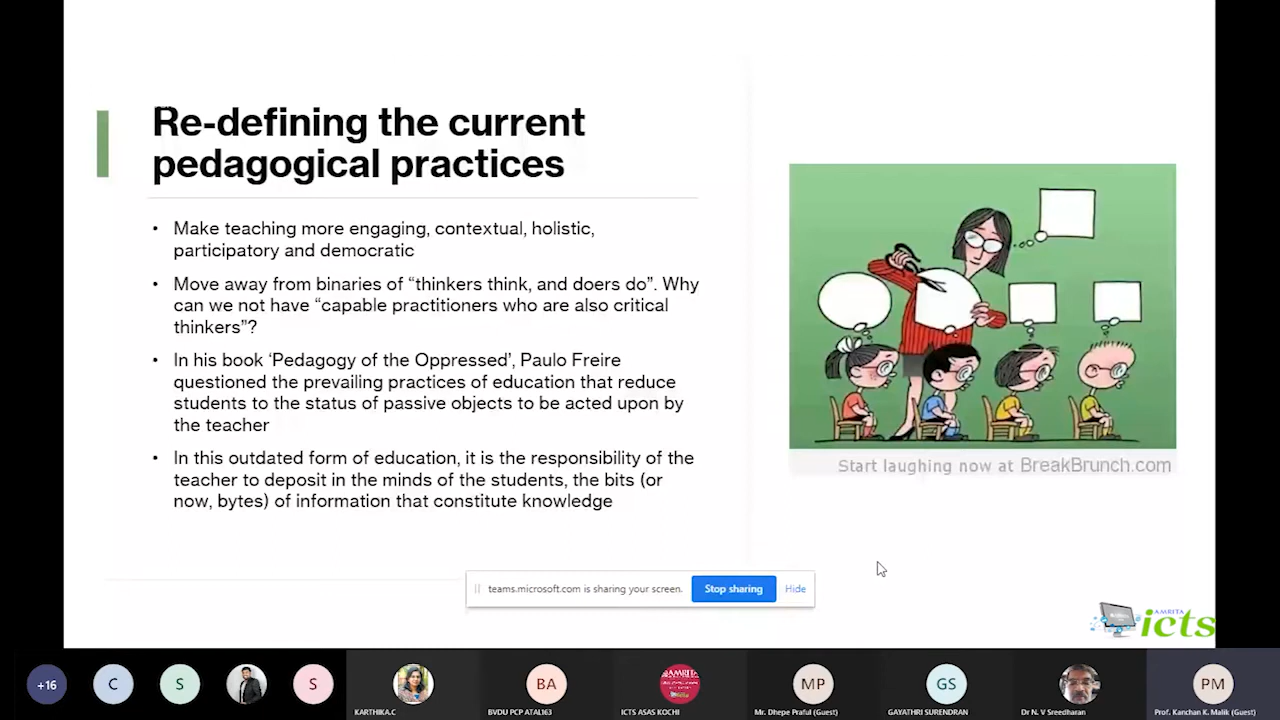 Re-defining the current
pedagogical practices
• Make teaching more engaging, contextual, holistic,
participatory and democratic
• Move away from binaries of “thinkers think, and doers do”. Why
can we not have “capable practitioners who are also critical
thinkers”?
• In his book ‘Pedagogy of the Oppressed’, Paulo Freire
questioned the prevailing practices of education that reduce
students to the status of passive objects to be acted upon by
the teacher
• In this outdated form of education, it is the responsibility of the
teacher to deposit in the minds of the students, the bits (or
now, bytes) of information that constitute knowledge
Start laughing now at BreakBrunch.com
teams.microsoft.com is sharing your screen.
Stop sharing
Hide
AMRITA
icts
+16
C
S
S
KARTHIKA.C
BA
BVDU PCP ATALI63
AMRITA
ICTS ASAS KOCHI
MP
Mr. Dhepe Praful (Guest)
GS
GAYATHRI SURENDRAN
Dr N. V Sreedharan
PM
Prof. Kanchan K. Malik (Guest)